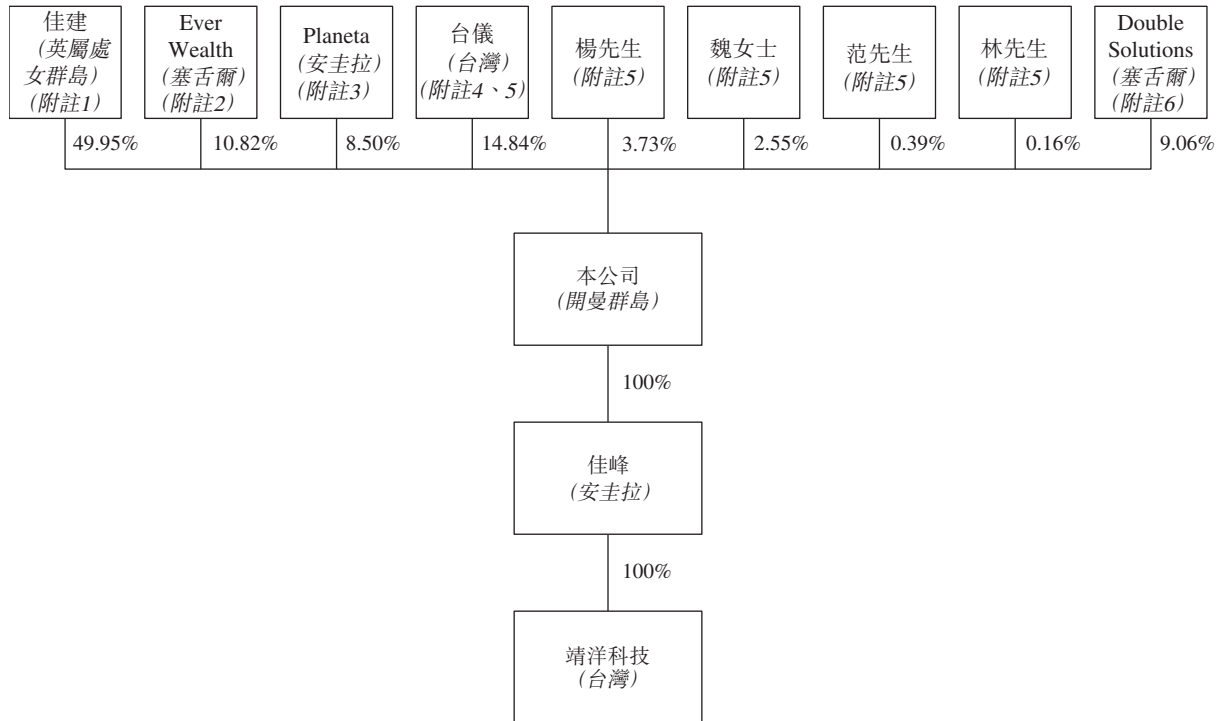 佳建
(英屬處
女群島)
(附註1)
Ever
Wealth
(塞舌爾)
(附註2)
Planeta
(安圭拉)
(附註3)
台儀
(台灣)
(附註4、5)
楊先生
(附註5)
魏女士
(附註5)
范先生
(附註5)
林先生
(附註5)
Double
Solutions
(塞舌爾)
(附註6)
49.95%
10.82%
8.50%
14.84%
3.73%
2.55%
0.39%
0.16%
9.06%
本公司
(開曼群島)
100%
佳峰
(安圭拉)
100%
靖洋科技
(台灣)